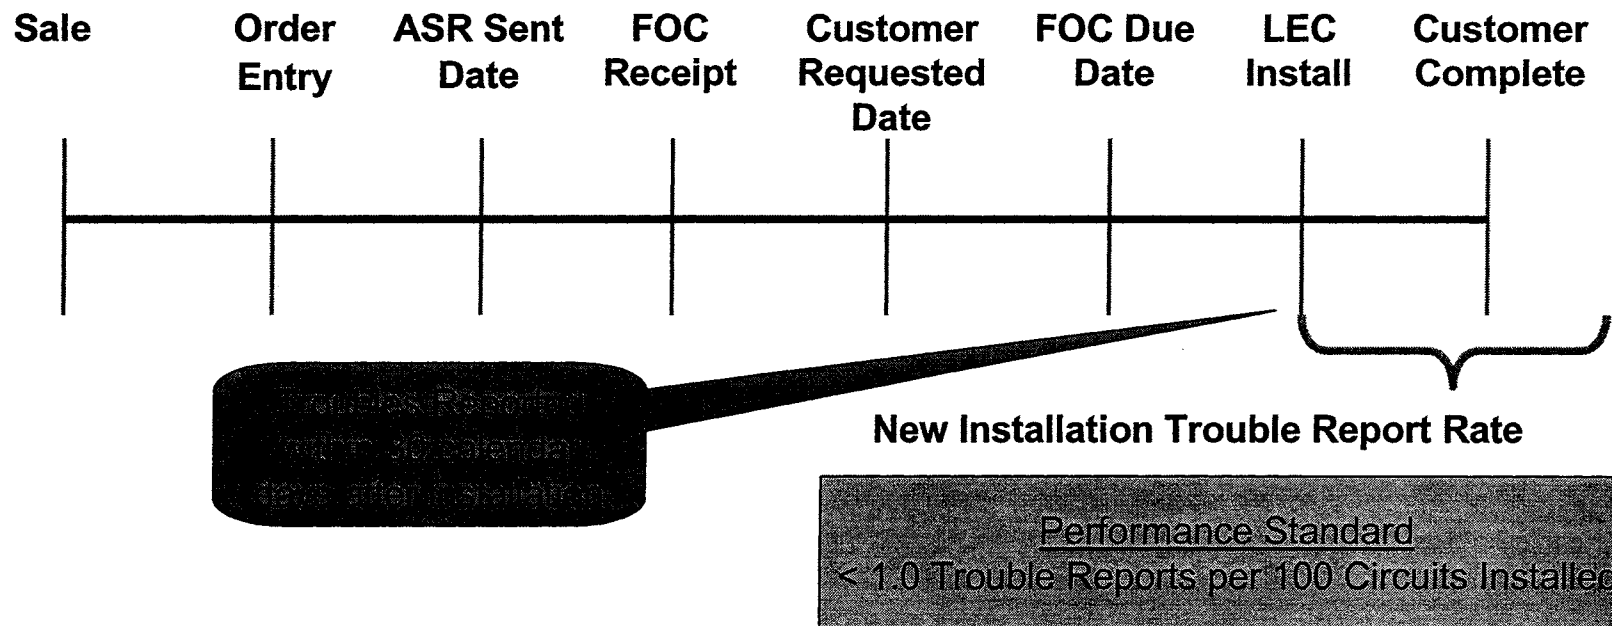 Sale
Order
Entry
ASR Sent
Date
FOC
Receipt
Customer
Requested
Date
FOC Due
Date
LEC
Install
Customer
Complete
Troubles Reported
within 30 calendar
days after installation
New Installation Trouble Report Rate
Performance Standard
< 1.0 Trouble Reports per 100 Circuits Installed